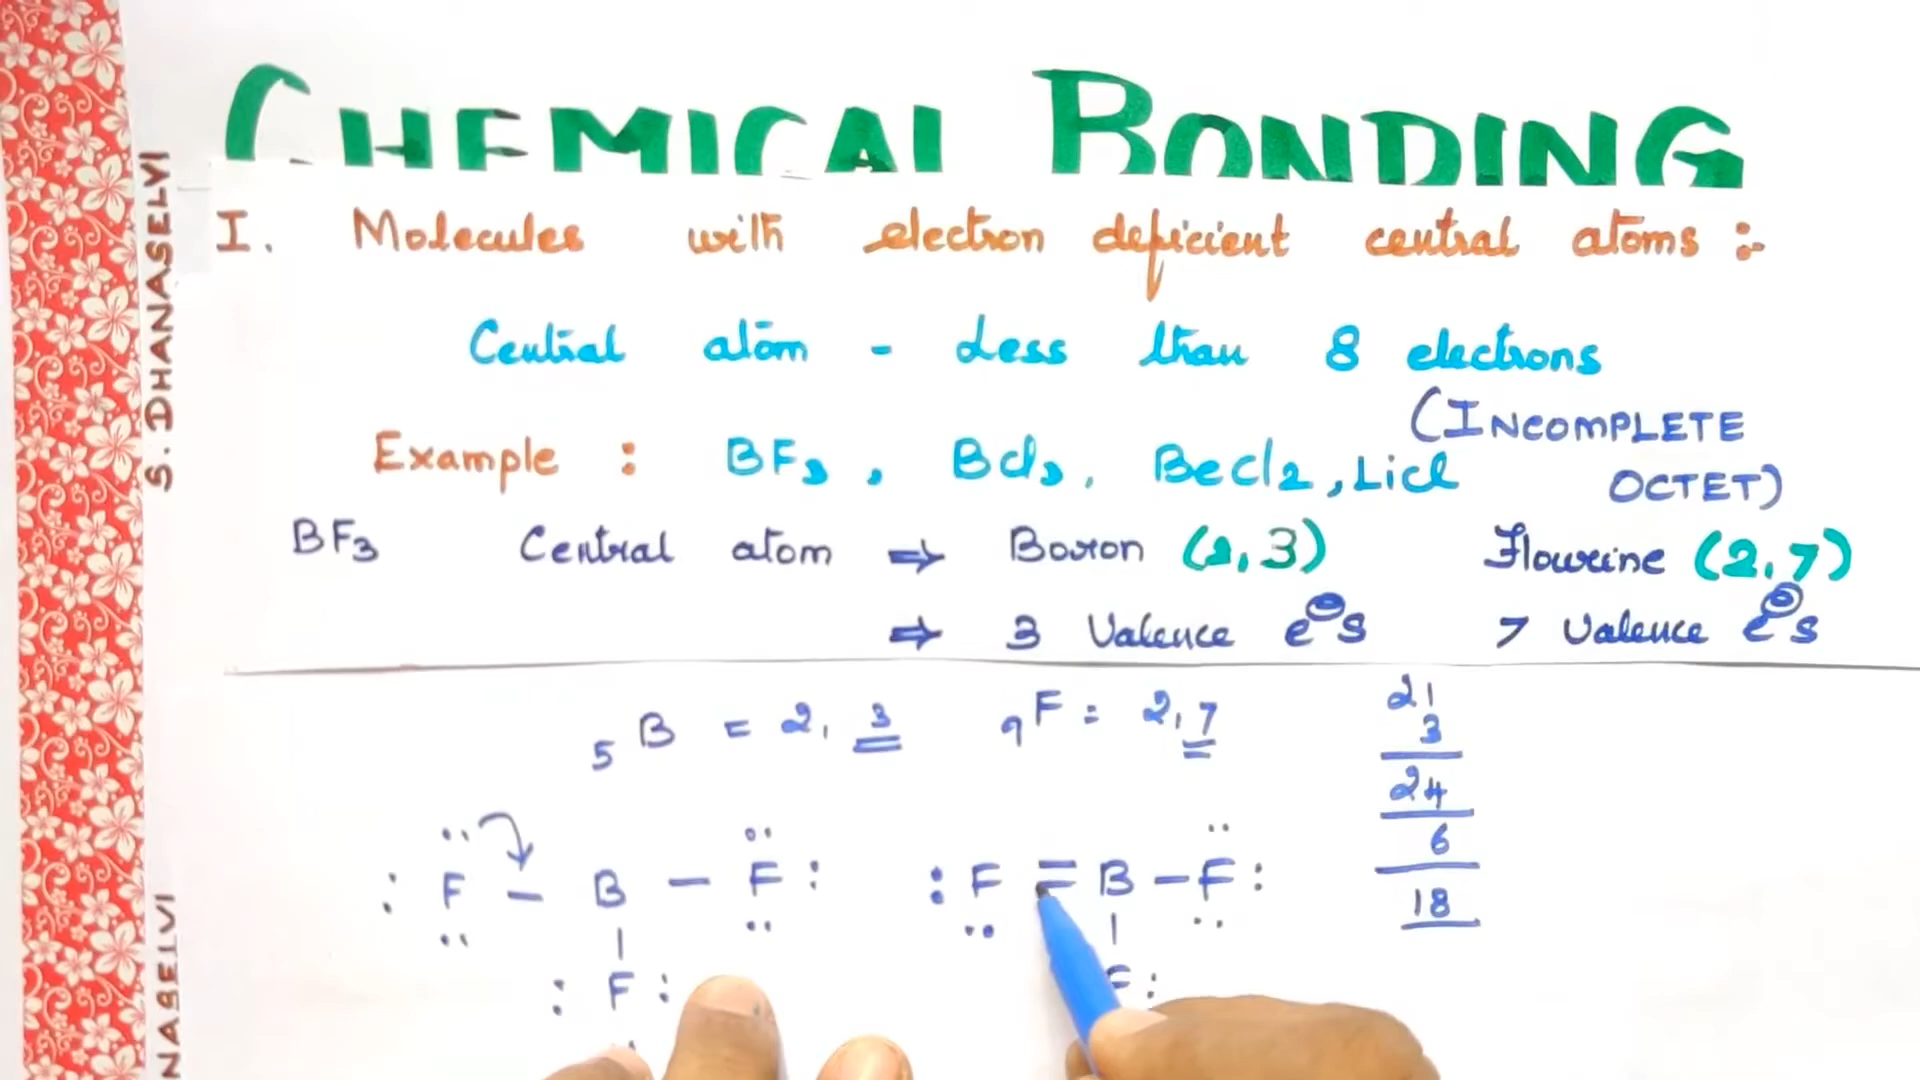 CHEMICAL BONDING
I. Molecules with electron deficient central atoms :-
Central atom - Less than 8 electrons
(INCOMPLETE
Example : BF3, Bcl3, Becl2, Licl
OCTET)
BF3 Central atom ⇒ Boron (2,3) Flourine (2,7)
⇒ 3 Valence e⊖s 7 Valence e⊖s
5B = 2, 3 9F = 2,7
21
3
24
6
18
F - B - F :
: F = B - F :
: F :
F :
S. DHANASELVI
NASELVI